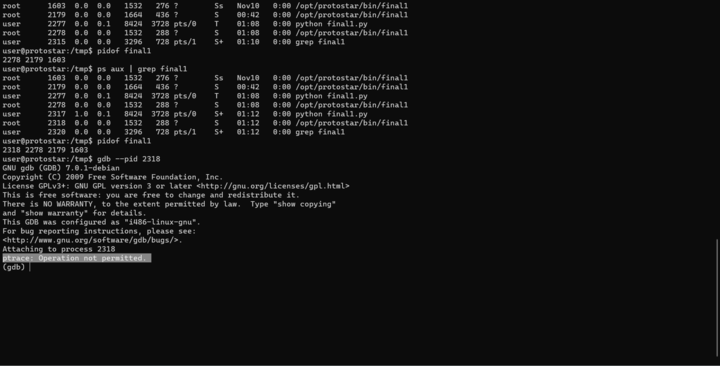 root      1603  0.0  0.0   1532   276 ?        Ss   Nov10   0:00 /opt/protostar/bin/final1
root      2179  0.0  0.0   1664   436 ?        S    00:42   0:00 /opt/protostar/bin/final1
user      2277  0.0  0.1   8424  3728 pts/0    T    01:08   0:00 python final1.py
root      2278  0.0  0.0   1532   288 ?        S    01:08   0:00 /opt/protostar/bin/final1
user      2315  0.0  0.0   3296   728 pts/1    S+   01:10   0:00 grep final1
user@protostar:/tmp$ pidof final1
2278 2179 1603
user@protostar:/tmp$ ps aux | grep final1
root      1603  0.0  0.0   1532   276 ?        Ss   Nov10   0:00 /opt/protostar/bin/final1
root      2179  0.0  0.0   1664   436 ?        S    00:42   0:00 /opt/protostar/bin/final1
user      2277  0.0  0.1   8424  3728 pts/0    T    01:08   0:00 python final1.py
root      2278  0.0  0.0   1532   288 ?        S    01:08   0:00 /opt/protostar/bin/final1
user      2317  1.0  0.1   8424  3728 pts/0    S+   01:12   0:00 python final1.py
root      2318  0.0  0.0   1532   288 ?        S    01:12   0:00 /opt/protostar/bin/final1
user      2320  0.0  0.0   3296   728 pts/1    S+   01:12   0:00 grep final1
user@protostar:/tmp$ pidof final1
2318 2278 2179 1603
user@protostar:/tmp$ gdb --pid 2318
GNU gdb (GDB) 7.0.1-debian
Copyright (C) 2009 Free Software Foundation, Inc.
License GPLv3+: GNU GPL version 3 or later <http://gnu.org/licenses/gpl.html>
This is free software: you are free to change and redistribute it.
There is NO WARRANTY, to the extent permitted by law.  Type "show copying"
and "show warranty" for details.
This GDB was configured as "i486-linux-gnu".
For bug reporting instructions, please see:
<http://www.gnu.org/software/gdb/bugs/>.
Attaching to process 2318
ptrace: Operation not permitted.
(gdb)